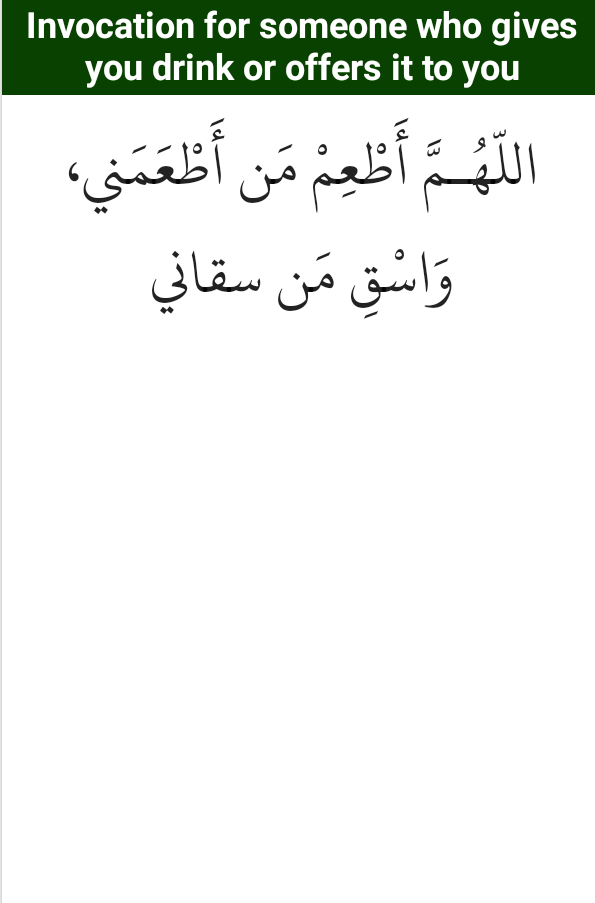 Invocation for someone who gives
you drink or offers it to you
اللّهُـمَّ أَطْعِمْ مَن أَطْعَمَني،
وَاسْقِ مَن سقاني